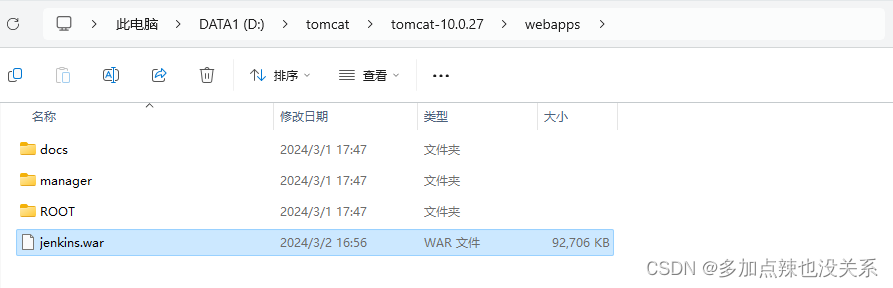 此电脑 DATA1 (D:) tomcat tomcat-10.0.27 webapps
排序 查看
名称 修改日期 类型 大小
docs 2024/3/1 17:47 文件夹
manager 2024/3/1 17:47 文件夹
ROOT 2024/3/1 17:47 文件夹
jenkins.war 2024/3/2 16:56 WAR 文件 92,706 KB
CSDN @多加点辣也没关系